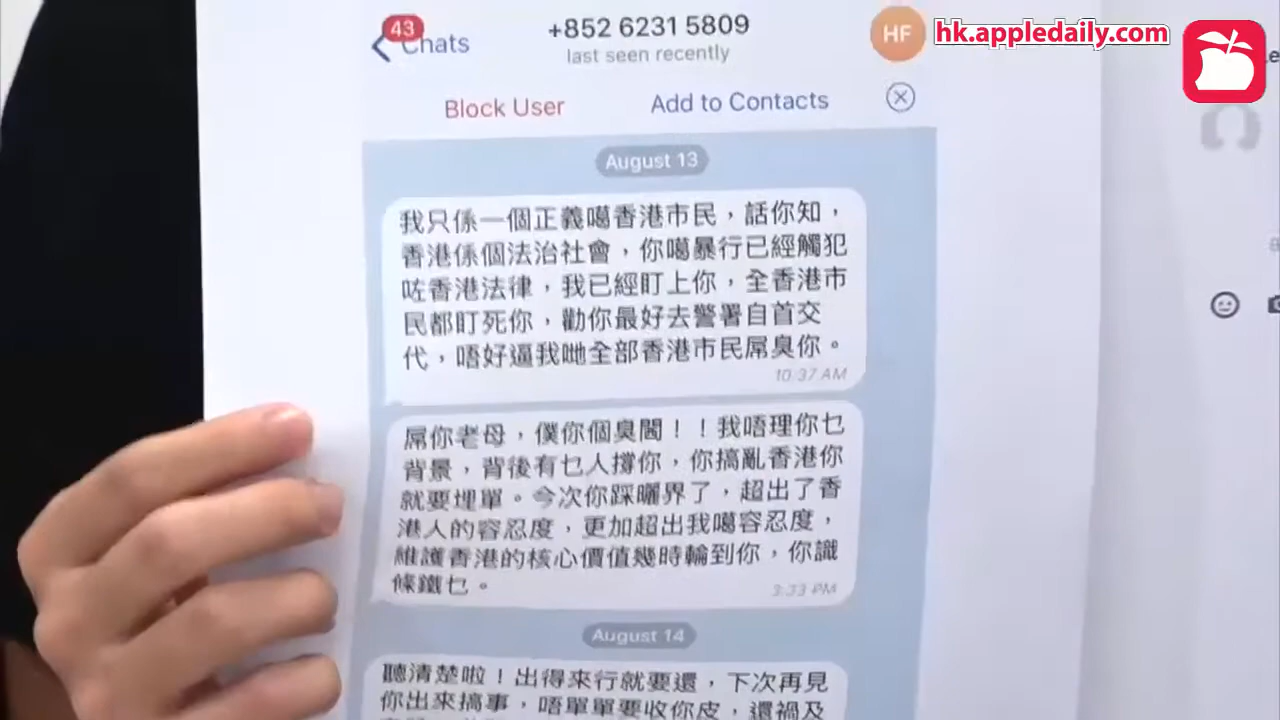 43
Chats
+852 6231 5809
last seen recently
HF
hk.appledaily.com
Block User
Add to Contacts
August 13
我只係一個正義噶香港市民，話你知，
香港係個法治社會，你噶暴行已經觸犯
咗香港法律，我已經盯上你，全香港市
民都盯死你，勸你最好去警署自首交
代，唔好逼我哋全部香港市民屌臭你。
10:37 AM
屌你老母，僕你個臭閪！！我唔理你乜
背景，背後有乜人撐你，你搞亂香港你
就要埋單。今次你踩曬界了，超出了香
港人的容忍度，更加超出我噶容忍度，
維護香港的核心價值幾時輪到你，你識
條鐵乜。
3:33 PM
August 14
聽清楚啦！出得來行就要還，下次再見
你出來搞事，唔單單要收你皮，還禍及